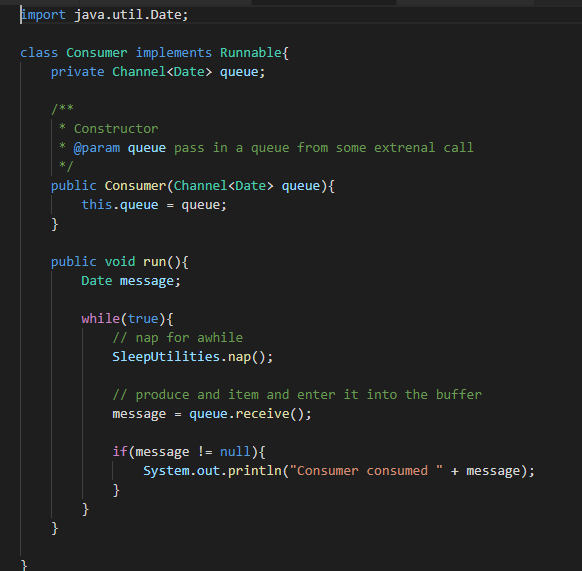 import java.util.Date;
class Consumer implements Runnable{
private Channel<Date> queue;
/**
* Constructor
* @param queue pass in a queue from some extrenal call
*/
public Consumer(Channel<Date> queue){
this.queue = queue;
}
public void run(){
Date message;
while(true){
// nap for awhile
SleepUtilities.nap();
// produce and item and enter it into the buffer
message = queue.receive();
if(message != null){
System.out.println("Consumer consumed " + message);
}
}
}
}